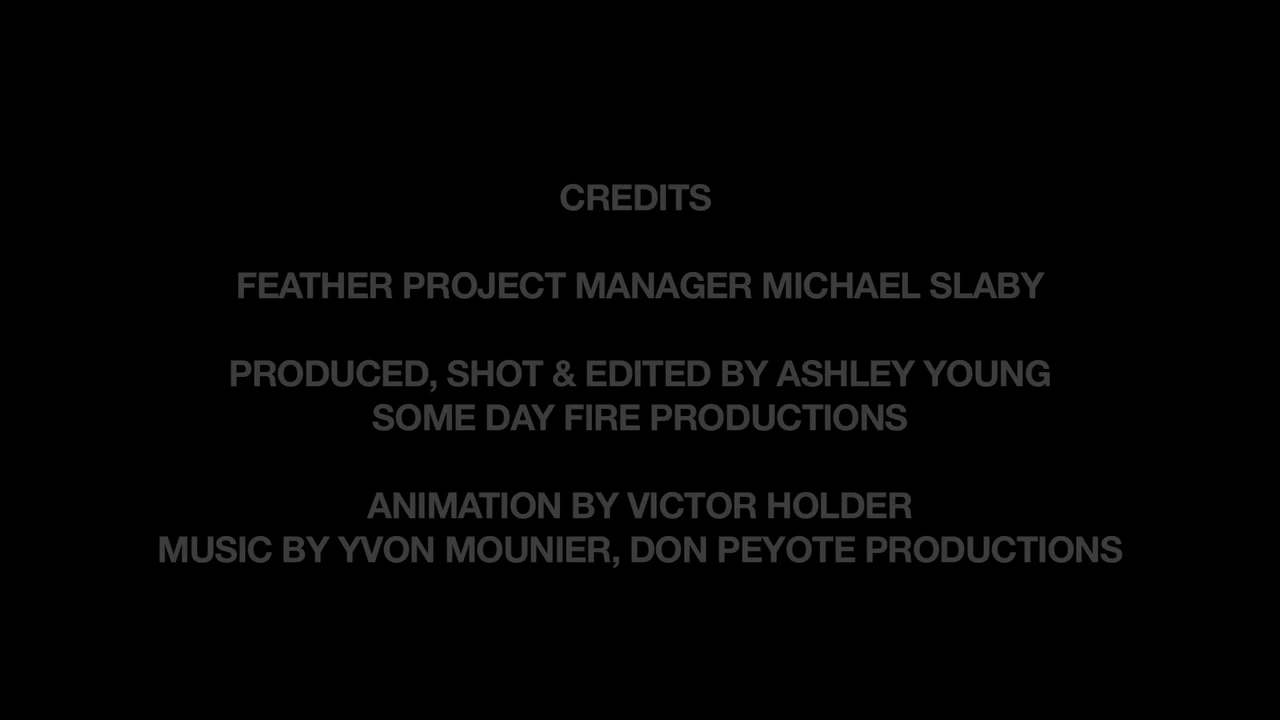 CREDITS
FEATHER PROJECT MANAGER MICHAEL SLABY
PRODUCED, SHOT & EDITED BY ASHLEY YOUNG
SOME DAY FIRE PRODUCTIONS
ANIMATION BY VICTOR HOLDER
MUSIC BY YVON MOUNIER, DON PEYOTE PRODUCTIONS